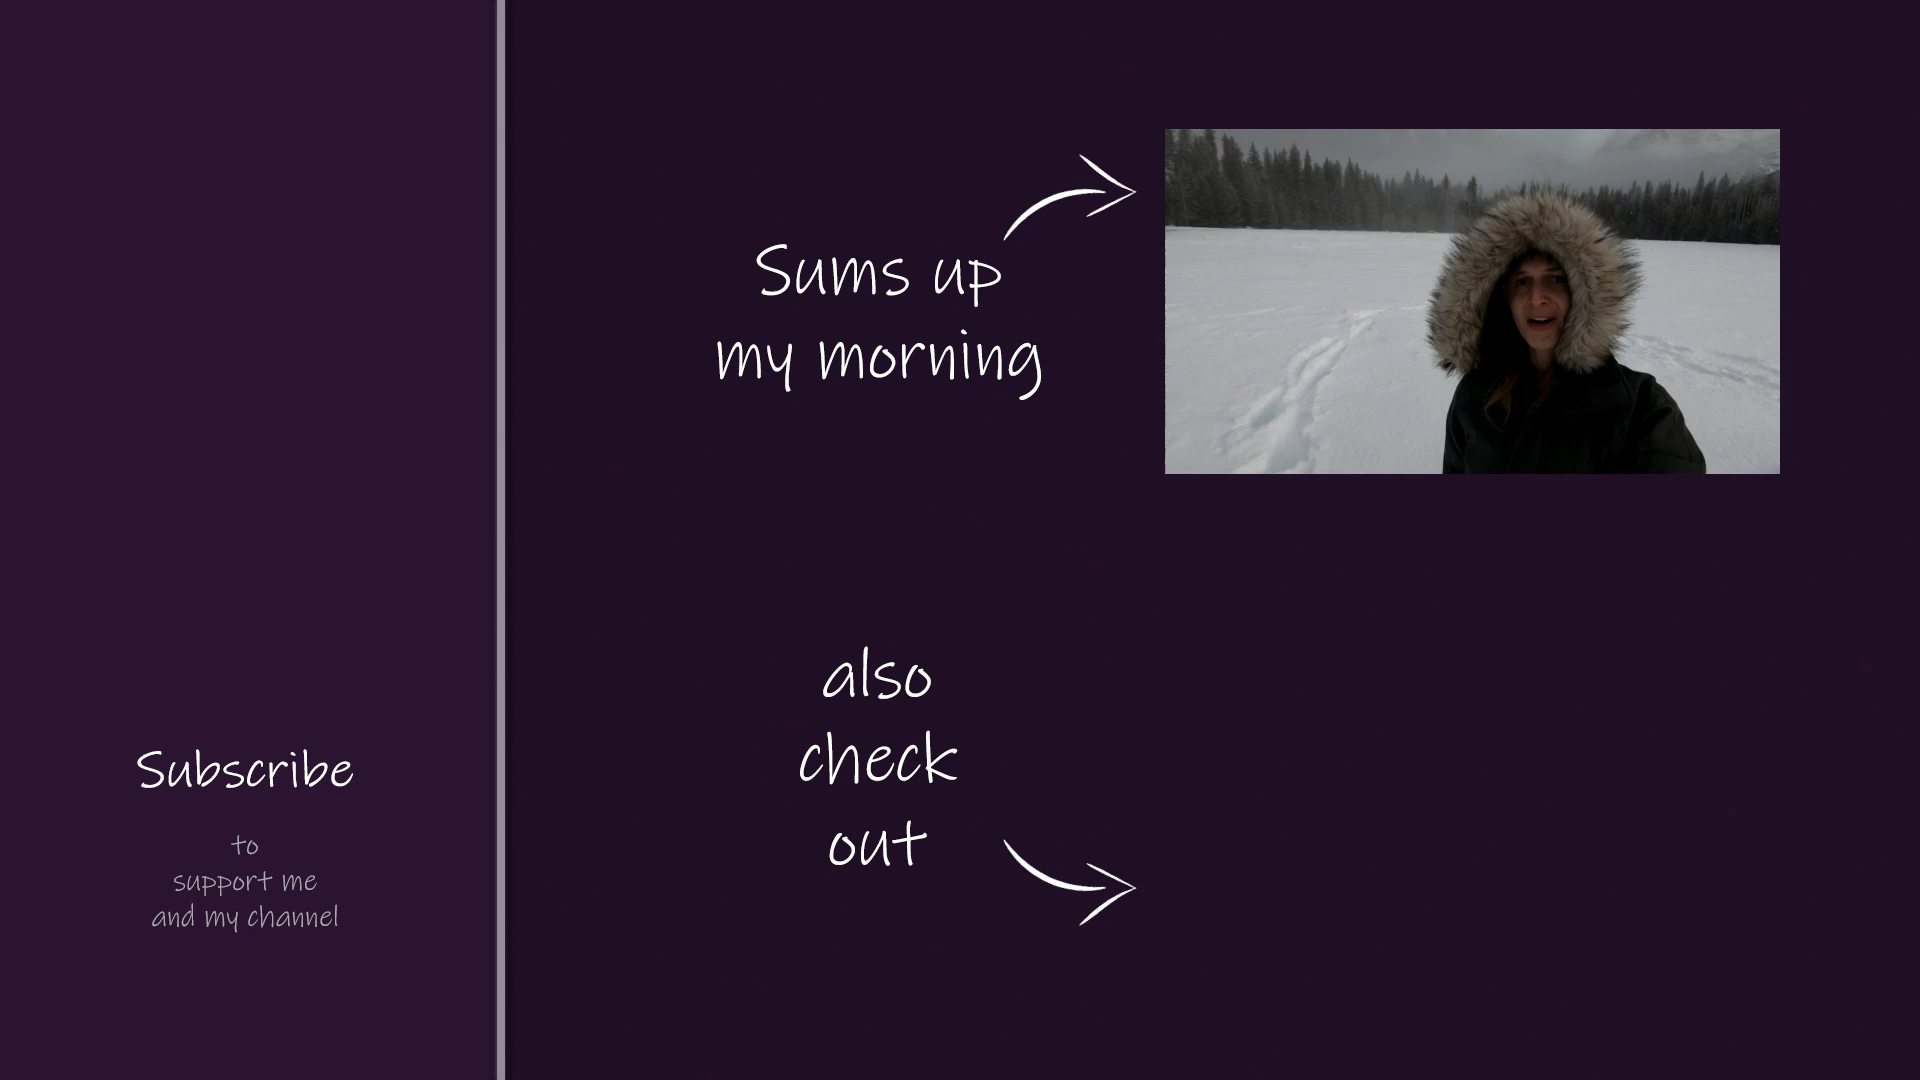 Sums up
my morning
also
check
out
Subscribe
to
support me
and my channel